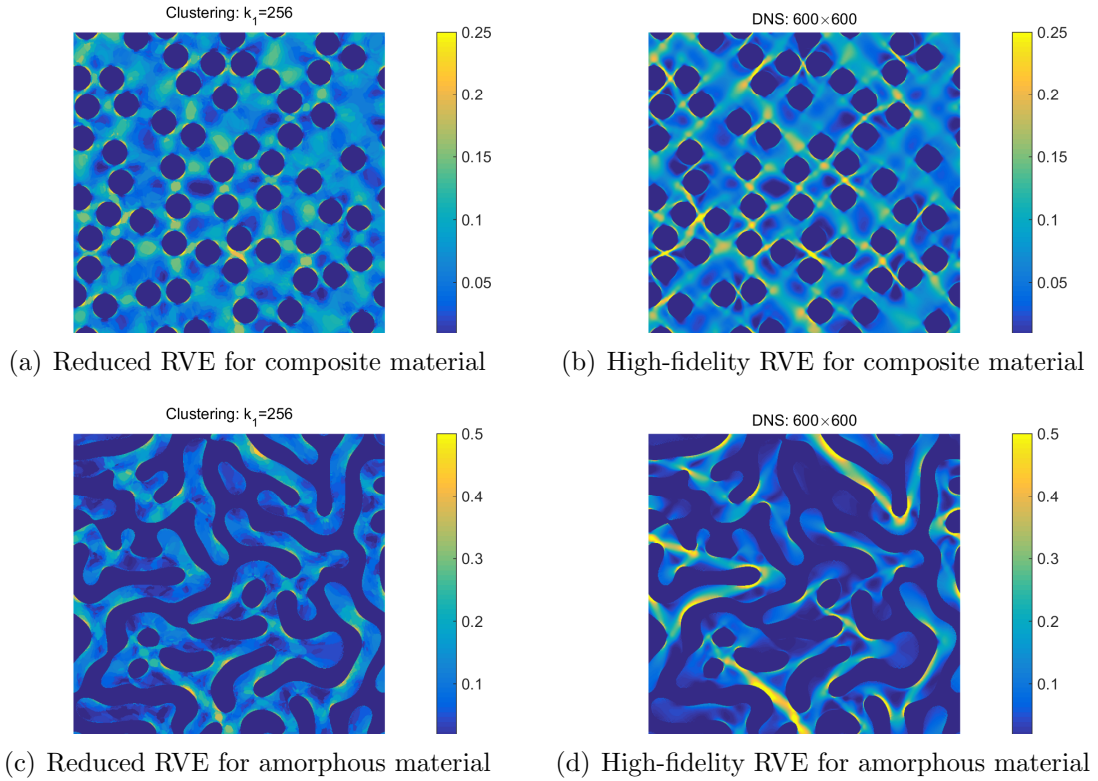 Clustering: k1=256
DNS: 600×600
0.25
0.2
0.15
0.1
0.05
0.25
0.2
0.15
0.1
0.05
(a) Reduced RVE for composite material
(b) High-fidelity RVE for composite material
Clustering: k1=256
DNS: 600×600
0.5
0.4
0.3
0.2
0.1
0.5
0.4
0.3
0.2
0.1
(c) Reduced RVE for amorphous material
(d) High-fidelity RVE for amorphous material